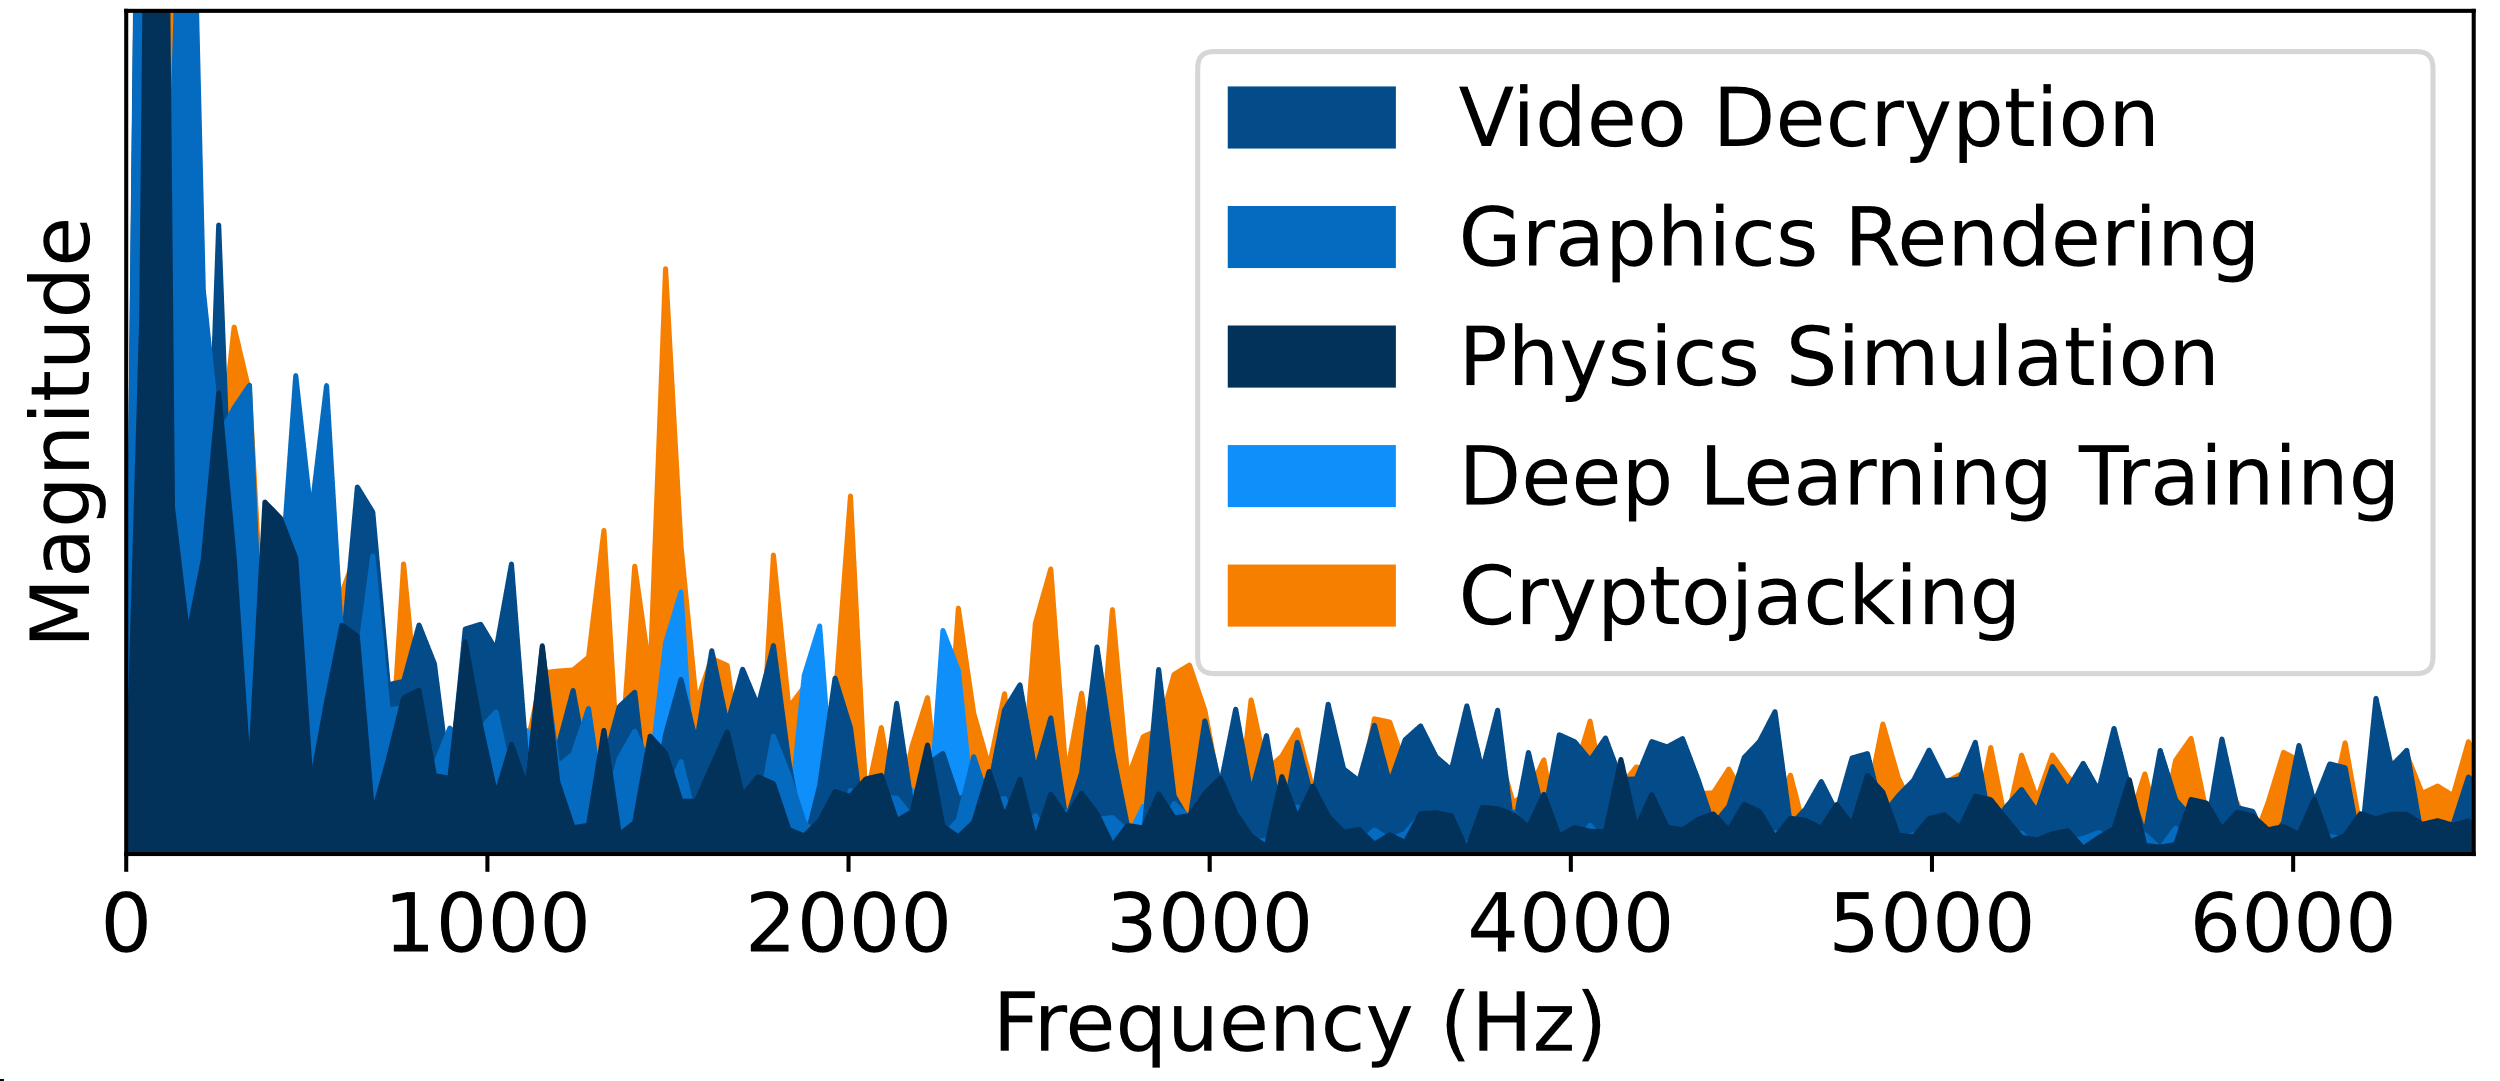 Magnitude
Video Decryption
Graphics Rendering
Physics Simulation
Deep Learning Training
Cryptojacking
0 1000 2000 3000 4000 5000 6000
Frequency (Hz)